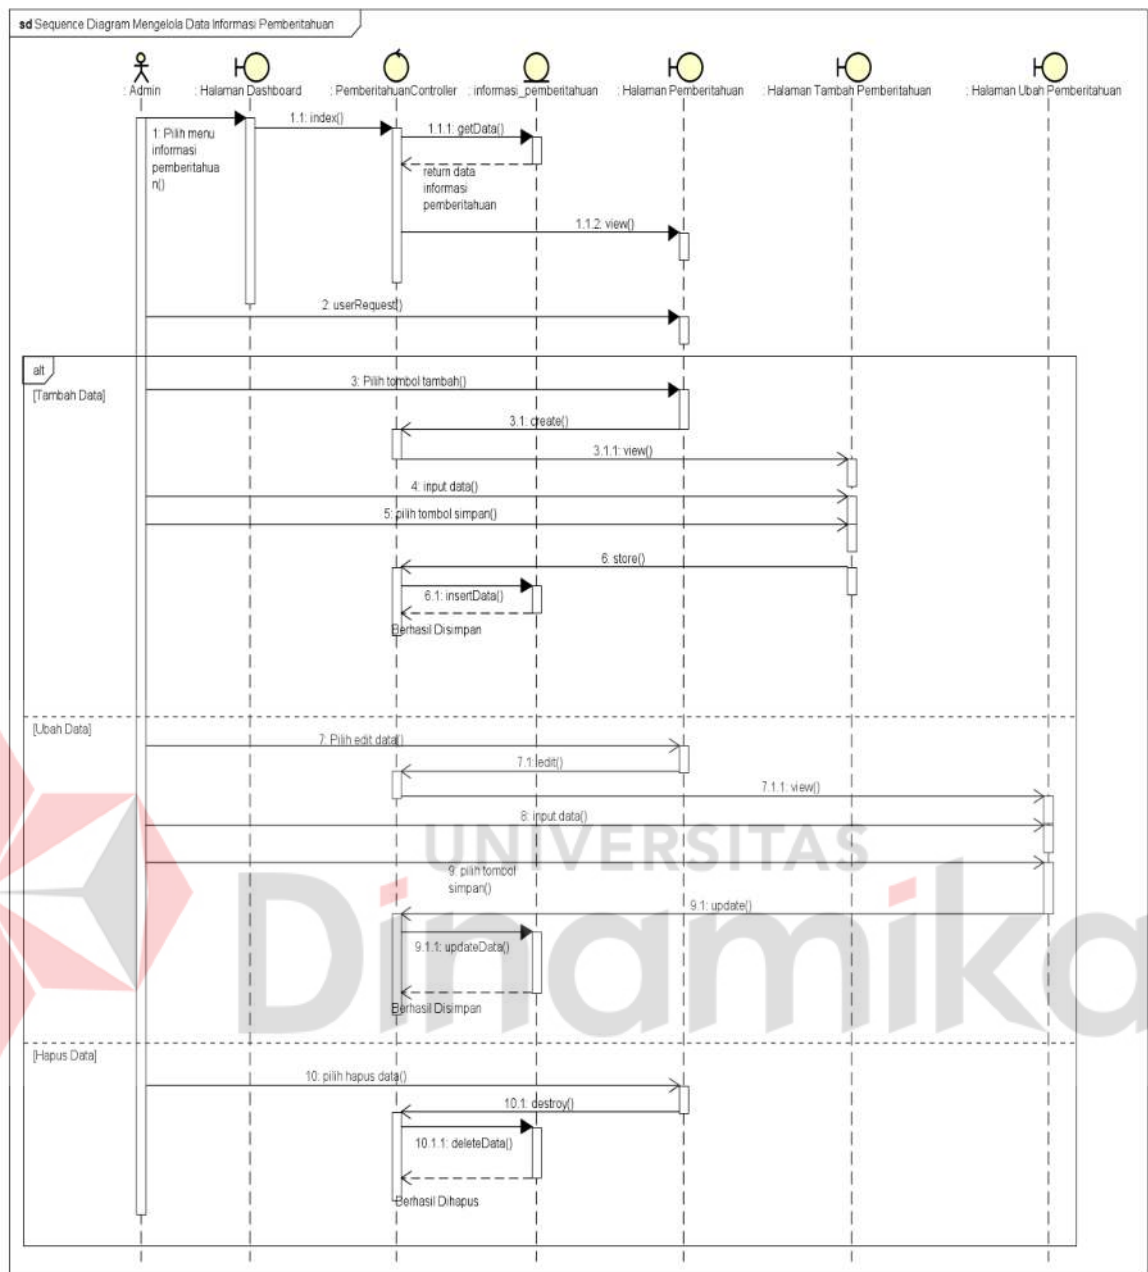 sd Sequence Diagram Mengelola Data Informasi Pemberitahuan
: Admin
: Halaman Dashboard
: PemberitahuanController
: informasi_pemberitahuan
: Halaman Pemberitahuan
: Halaman Tambah Pemberitahuan
: Halaman Ubah Pemberitahuan
1: Pilih menu
informasi
pemberitahua
n()
1.1: index()
1.1.1: getData()
return data
informasi
pemberitahuan
1.1.2: view()
2: userRequest()
alt
[Tambah Data]
3: Pilih tombol tambah()
3.1: create()
3.1.1: view()
4: input data()
5: pilih tombol simpan()
6: store()
6.1: insertData()
Berhasil Disimpan
[Ubah Data]
7: Pilih edit data()
7.1: edit()
7.1.1: view()
8: input data()
9: pilih tombol
simpan()
9.1: update()
9.1.1: updateData()
Berhasil Disimpan
[Hapus Data]
10: pilih hapus data()
10.1: destroy()
10.1.1: deleteData()
Berhasil Dihapus
UNIVERSITAS
Dinamika